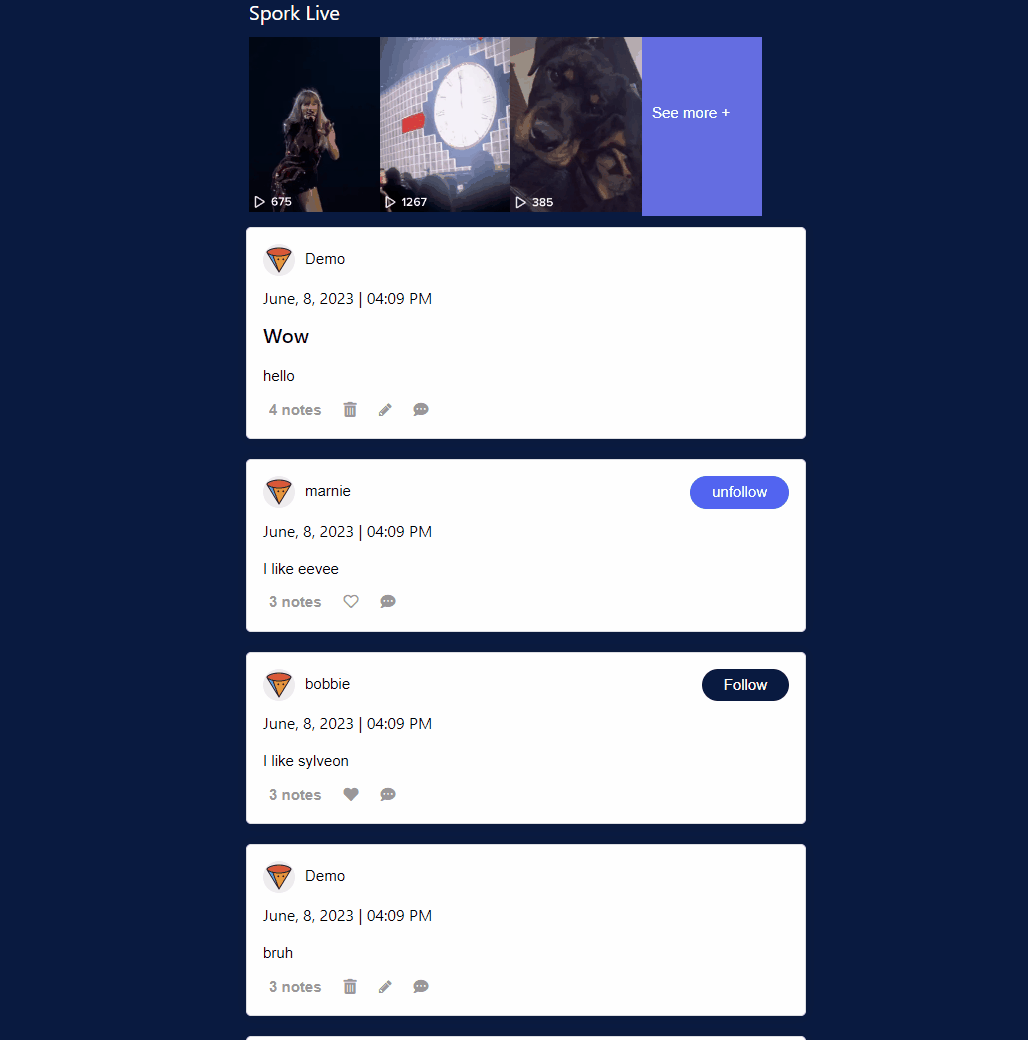 Spork Live
675
1267
385
See more +
Demo
June, 8, 2023 | 04:09 PM
Wow
hello
4 notes
marnie
unfollow
June, 8, 2023 | 04:09 PM
I like eevee
3 notes
bobbie
Follow
June, 8, 2023 | 04:09 PM
I like sylveon
3 notes
Demo
June, 8, 2023 | 04:09 PM
bruh
3 notes